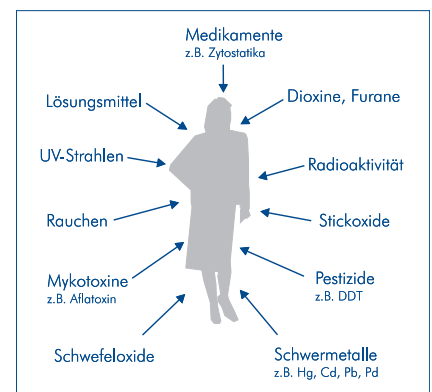 Medikamente
z.B. Zytostatika
Lösungsmittel
Dioxine, Furane
UV-Strahlen
Radioaktivität
Rauchen
Stickoxide
Mykotoxine
z.B. Aflatoxin
Pestizide
z.B. DDT
Schwefeloxide
Schwermetalle
z.B. Hg, Cd, Pb, Pd